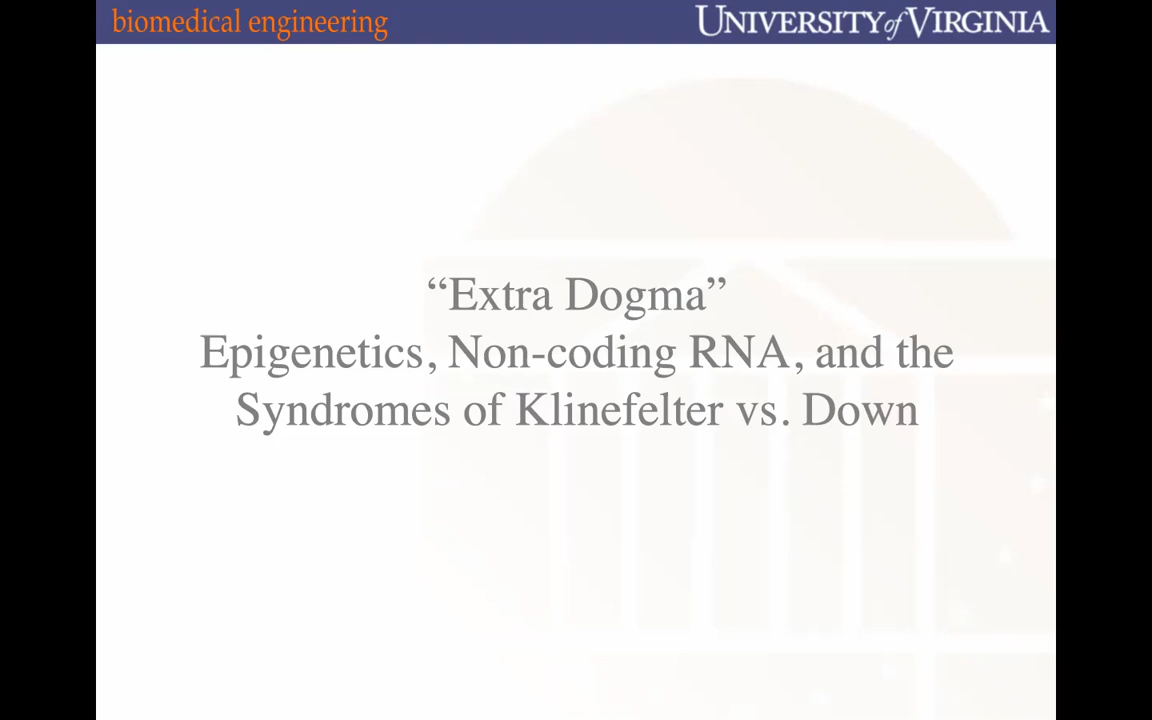 biomedical engineering
UNIVERSITY of VIRGINIA
“Extra Dogma”
Epigenetics, Non-coding RNA, and the
Syndromes of Klinefelter vs. Down